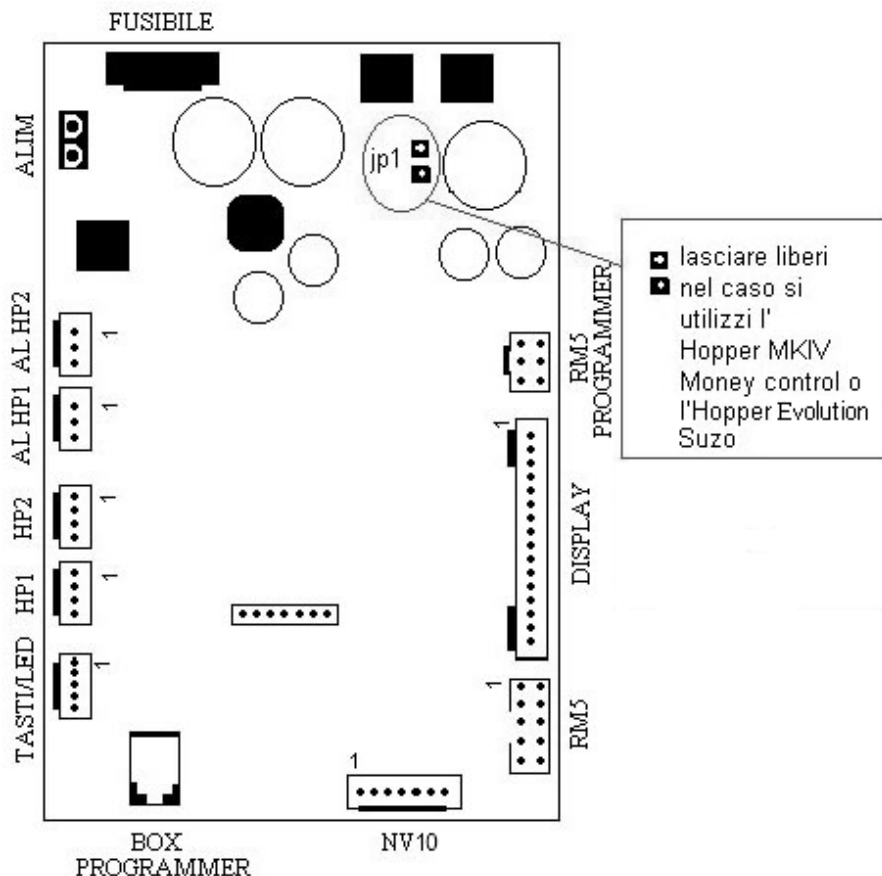 FUSIBILE
ALIM
jp1
lasciare liberi
nel caso si
utilizzi l'
Hopper MKIV
Money control o
l'Hopper Evolution
Suzo
AL HP2
1
AL HP1
1
HP2
1
HP1
1
TASTI/LED
1
RM5
PROGRAMMER
1
DISPLAY
1
RM5
1
BOX
PROGRAMMER
NV10